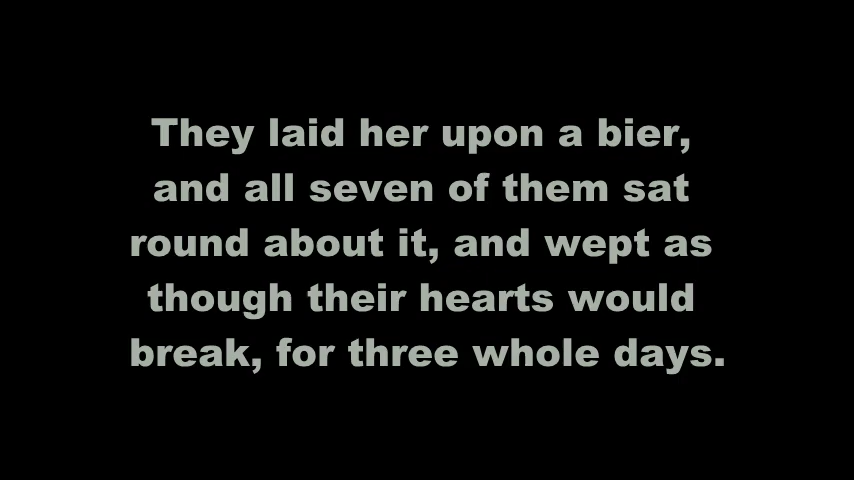 They laid her upon a bier,
and all seven of them sat
round about it, and wept as
though their hearts would
break, for three whole days.